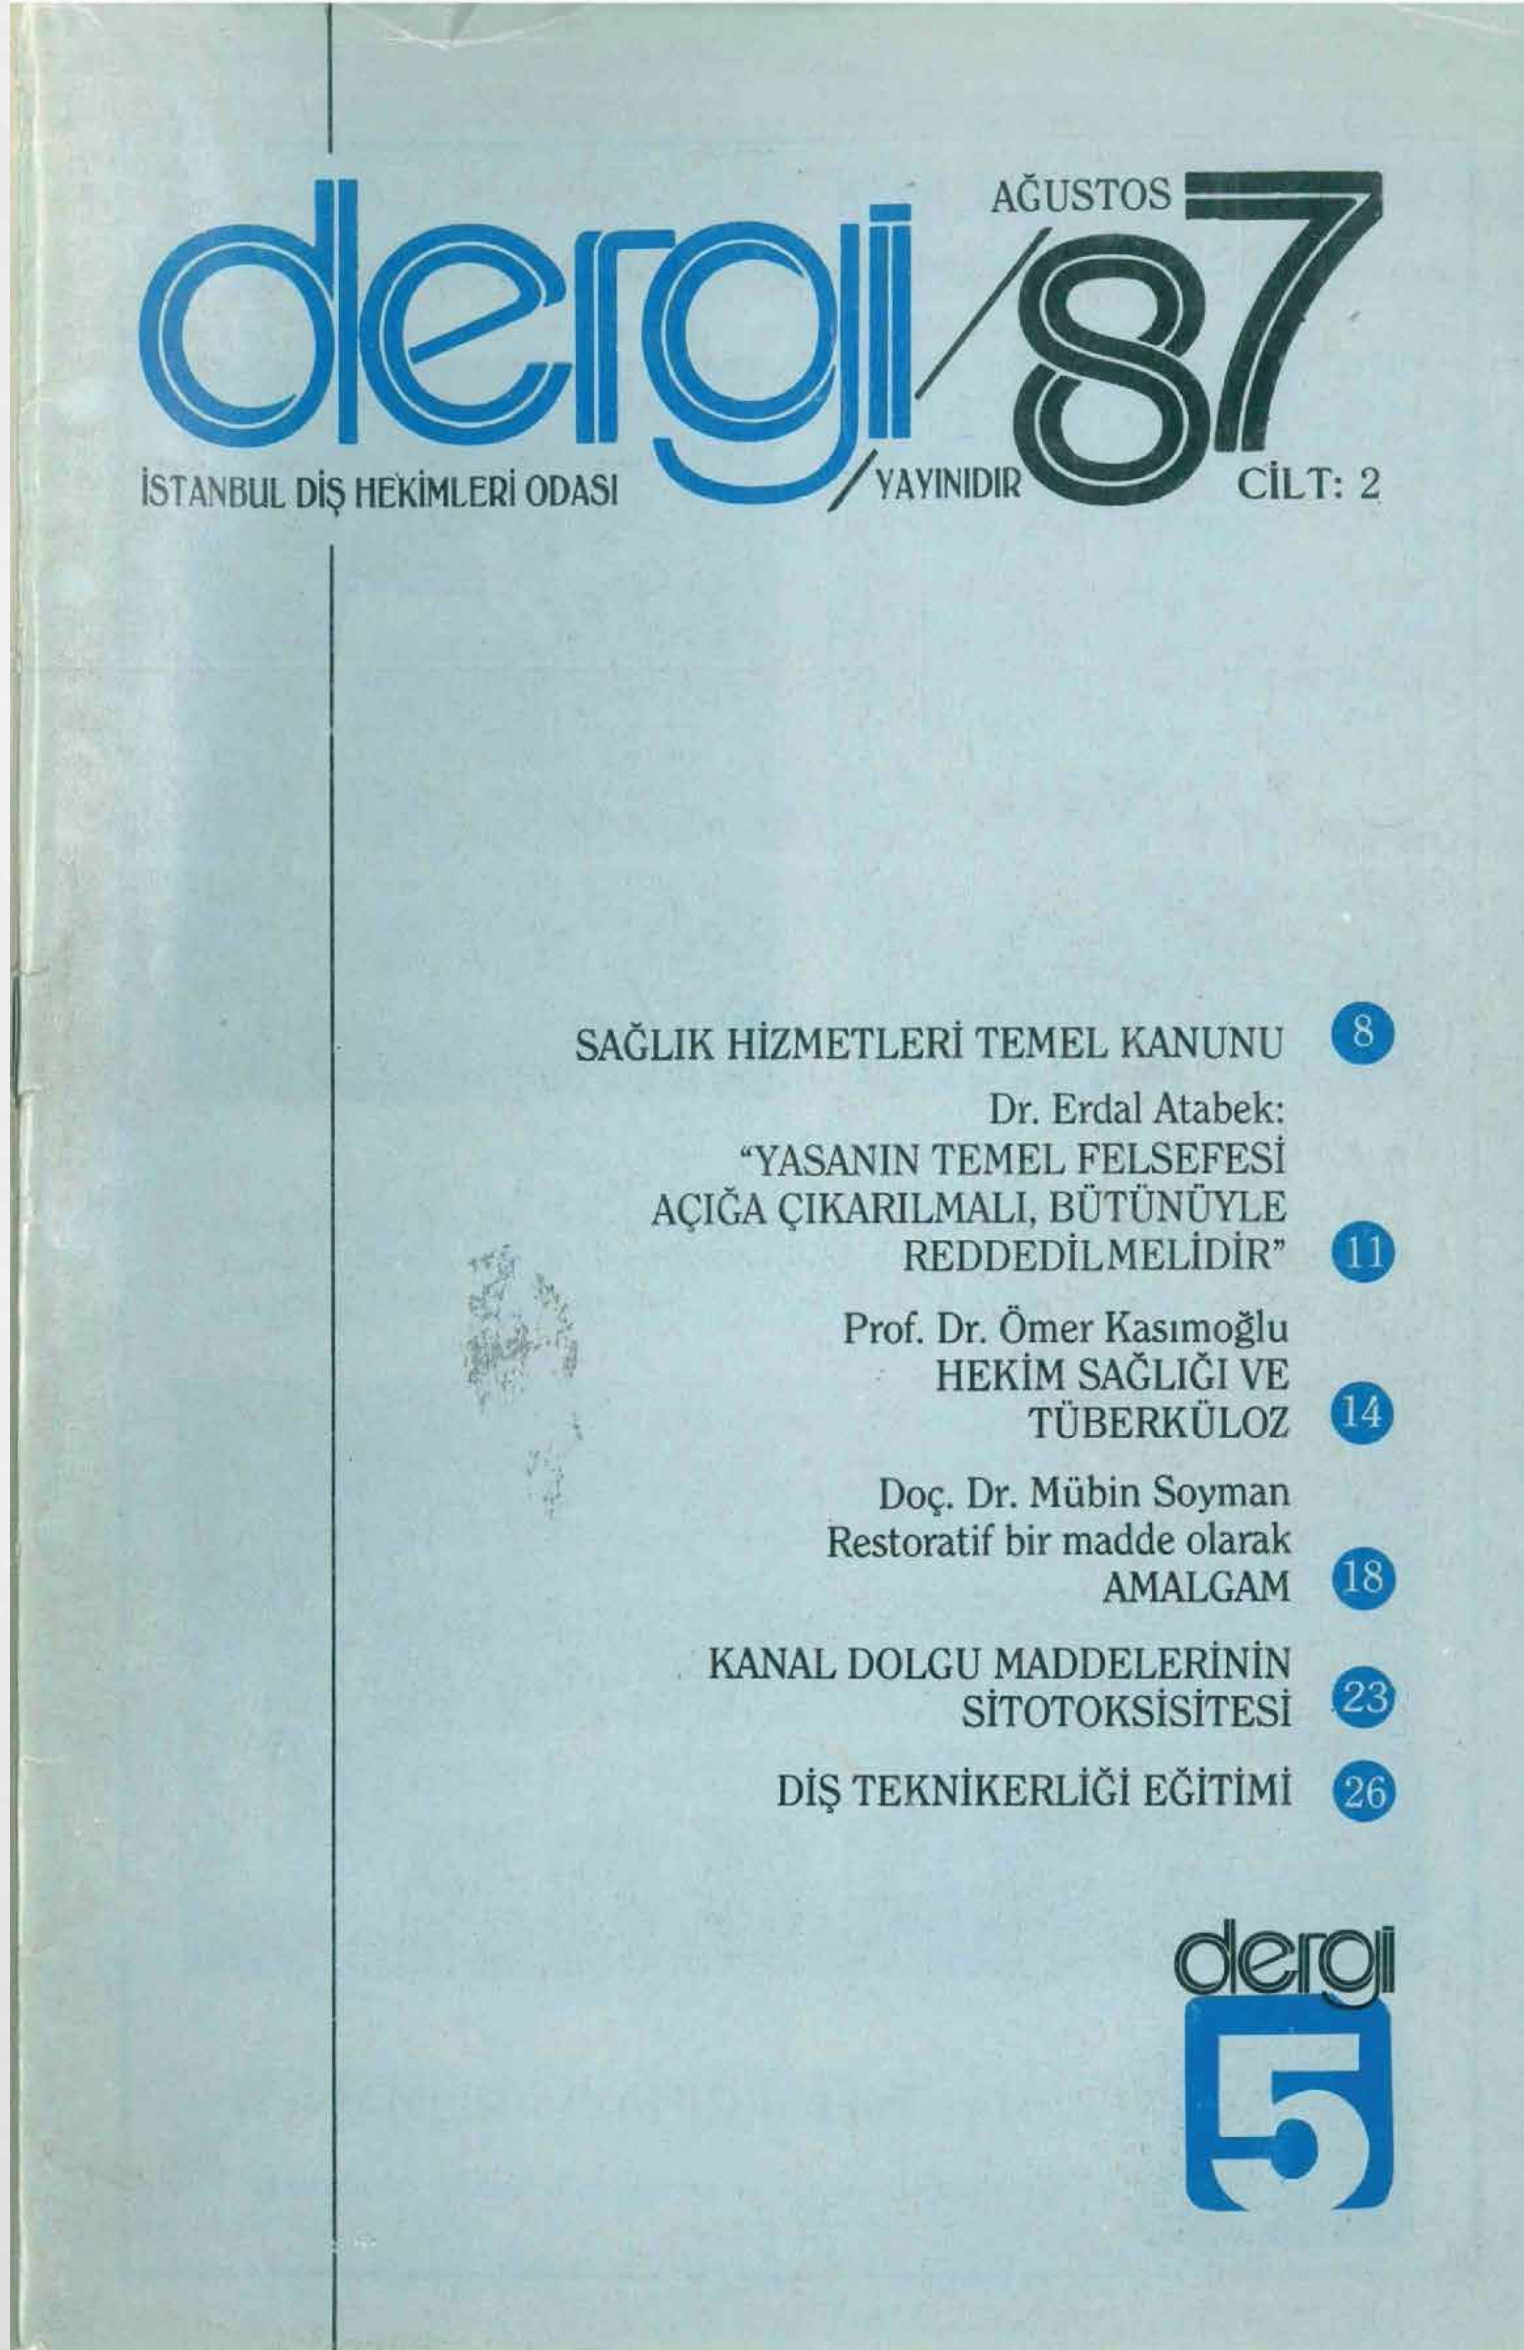 dergi
AĞUSTOS
/87
İSTANBUL DİŞ HEKİMLERİ ODASI
/YAYINIDIR
CİLT: 2
SAĞLIK HİZMETLERİ TEMEL KANUNU 8
Dr. Erdal Atabek:
“YASANIN TEMEL FELSEFESİ
AÇIĞA ÇIKARILMALI, BÜTÜNÜYLE
REDDEDİLMELİDİR” 11
Prof. Dr. Ömer Kasımoğlu
HEKİM SAĞLIĞI VE
TÜBERKÜLOZ 14
Doç. Dr. Mübin Soyman
Restoratif bir madde olarak
AMALGAM 18
KANAL DOLGU MADDELERİNİN
SİTOTOKSİSİTESİ 23
DİŞ TEKNİKERLİĞİ EĞİTİMİ 26
dergi
5